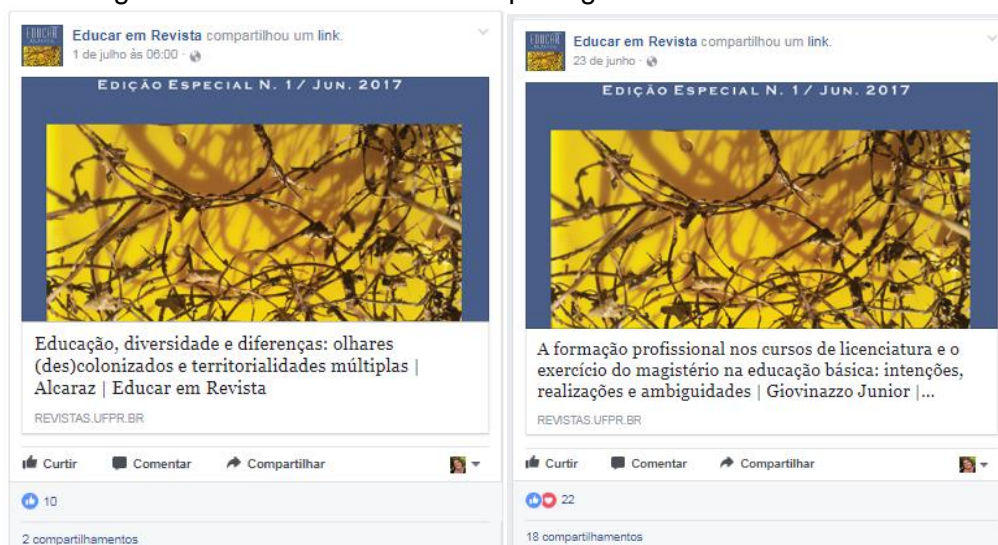 Educar em Revista compartilhou um link.
1 de julho às 06:00 ·
EDIÇÃO ESPECIAL N. 1/ JUN. 2017
Educação, diversidade e diferenças: olhares
(des)colonizados e territorialidades múltiplas |
Alcaraz | Educar em Revista
REVISTAS.UFPR.BR
Curtir Comentar Compartilhar
10
2 compartilhamentos
EDUCAR
Educar em Revista compartilhou um link.
23 de junho ·
EDIÇÃO ESPECIAL N. 1/ JUN. 2017
A formação profissional nos cursos de licenciatura e o
exercício do magistério na educação básica: intenções,
realizações e ambiguidades | Giovinazzo Junior |...
REVISTAS.UFPR.BR
Curtir Comentar Compartilhar
22
18 compartilhamentos